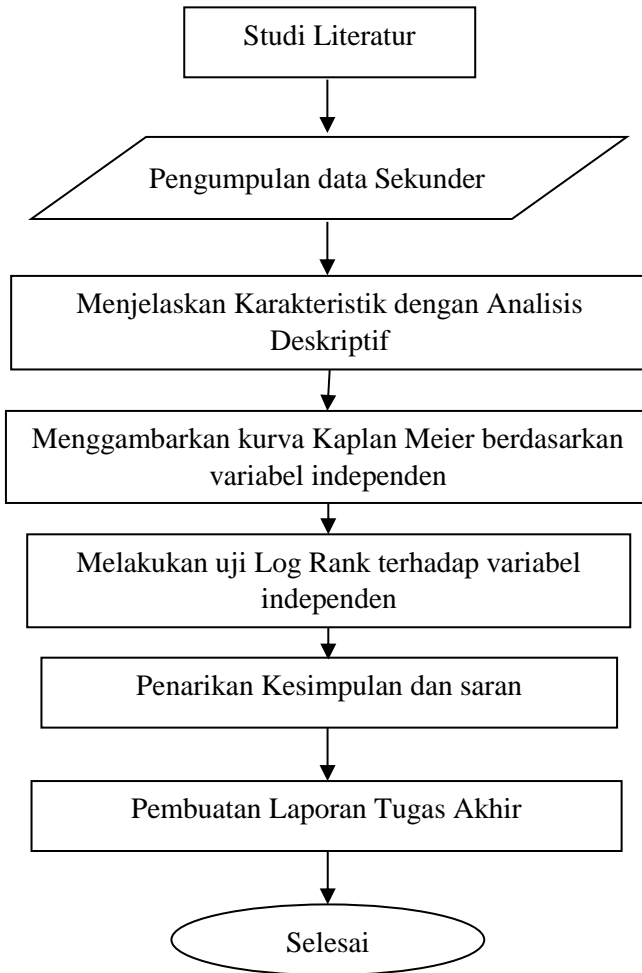 Studi Literatur
Pengumpulan data Sekunder
Menjelaskan Karakteristik dengan Analisis
Deskriptif
Menggambarkan kurva Kaplan Meier berdasarkan
variabel independen
Melakukan uji Log Rank terhadap variabel
independen
Penarikan Kesimpulan dan saran
Pembuatan Laporan Tugas Akhir
Selesai